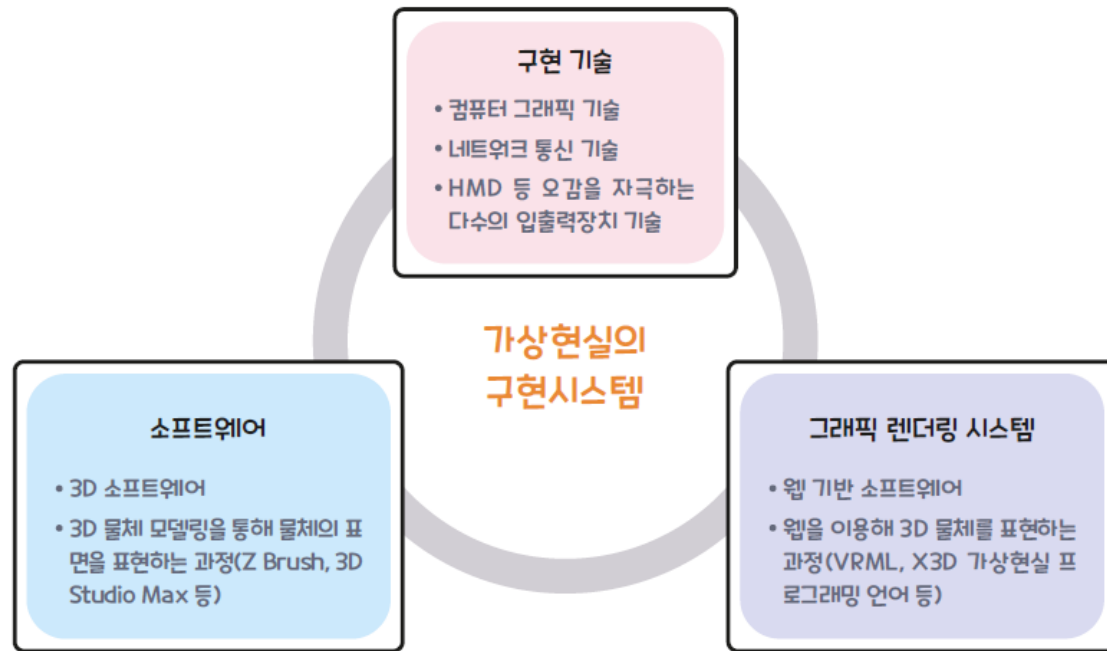 구현 기술
• 컴퓨터 그래픽 기술
• 네트워크 통신 기술
• HMD 등 오감을 자극하는
다수의 입출력장치 기술
가상현실의
구현시스템
소프트웨어
• 3D 소프트웨어
• 3D 물체 모델링을 통해 물체의 표
면을 표현하는 과정(Z Brush, 3D
Studio Max 등)
그래픽 렌더링 시스템
• 웹 기반 소프트웨어
• 웹을 이용해 3D 물체를 표현하는
과정(VRML, X3D 가상현실 프
로그래밍 언어 등)